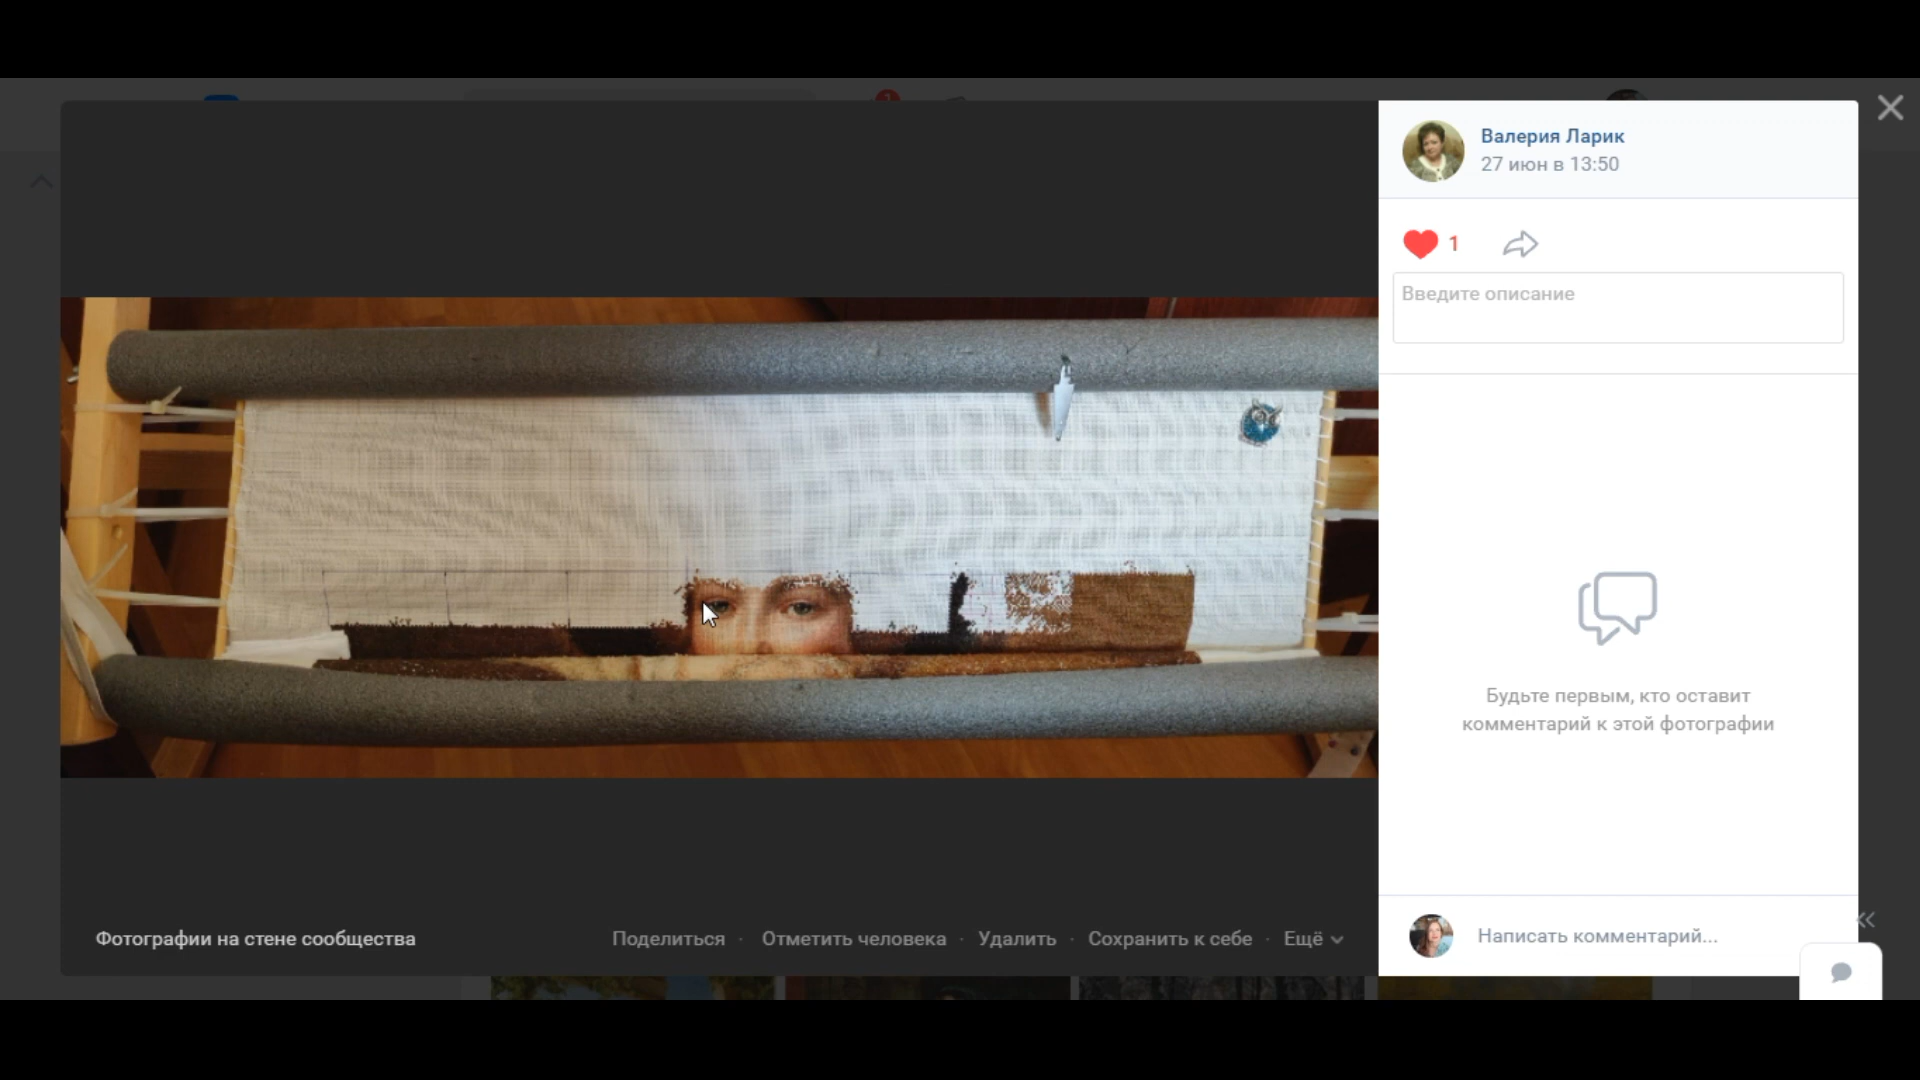 1
Валерия Ларик
27 июн в 13:50
1
Введите описание
Будьте первым, кто оставит
комментарий к этой фотографии
Фотографии на стене сообщества
Поделиться · Отметить человека · Удалить · Сохранить к себе · Ещё
Написать комментарий...